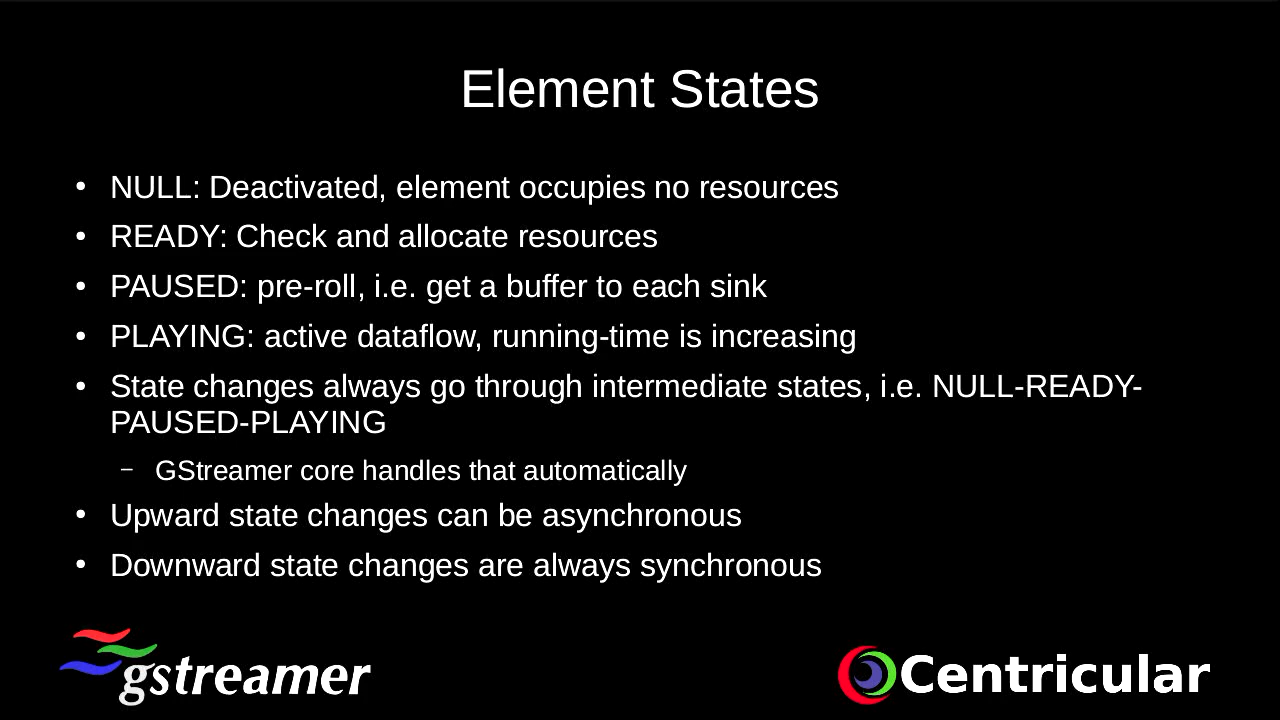 Element States
• NULL: Deactivated, element occupies no resources
• READY: Check and allocate resources
• PAUSED: pre-roll, i.e. get a buffer to each sink
• PLAYING: active dataflow, running-time is increasing
• State changes always go through intermediate states, i.e. NULL-READY-
PAUSED-PLAYING
– GStreamer core handles that automatically
• Upward state changes can be asynchronous
• Downward state changes are always synchronous
gstreamer
Centricular